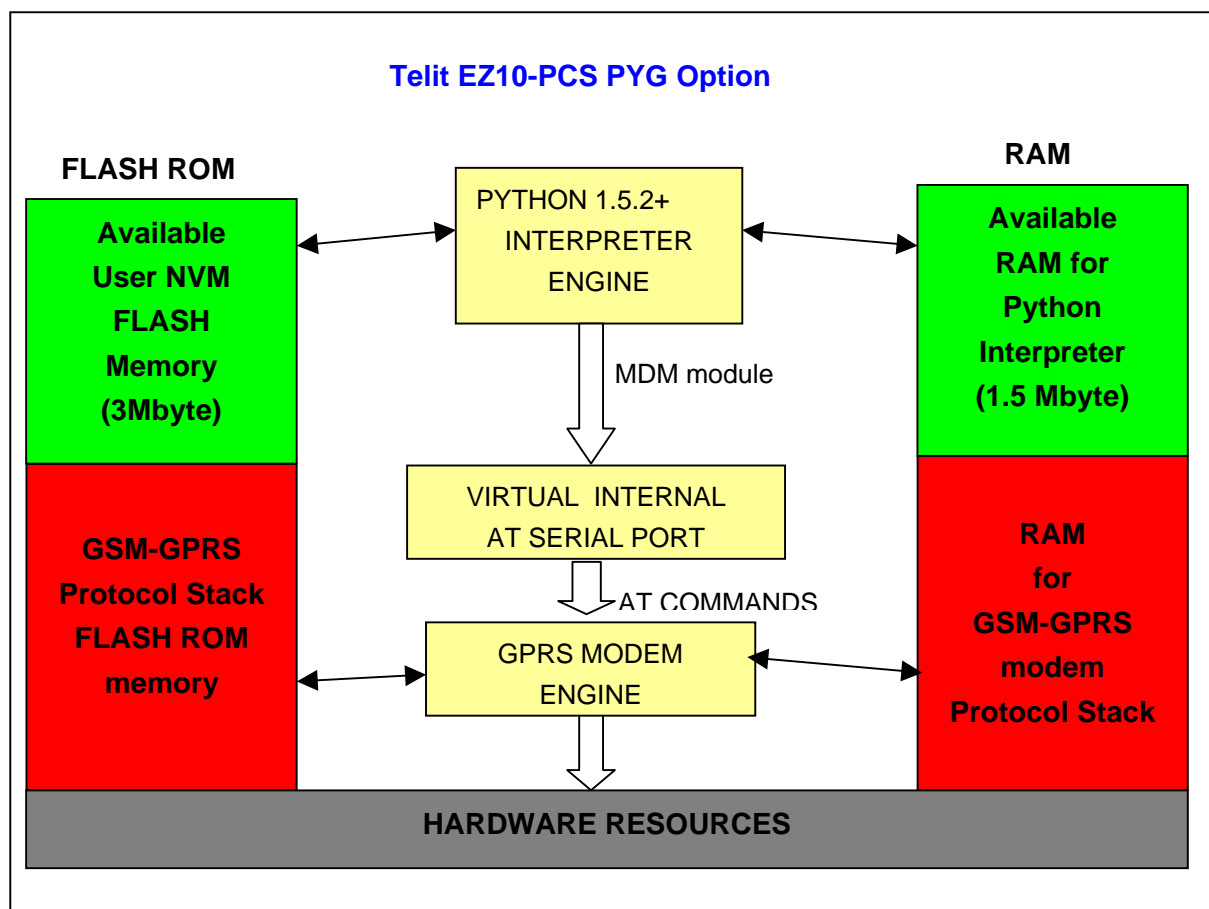 Telit EZ10-PCS PYG Option
FLASH ROM
RAM
Available
User NVM
FLASH
Memory
(3Mbyte)
PYTHON 1.5.2+
INTERPRETER
ENGINE
Available
RAM for
Python
Interpreter
(1.5 Mbyte)
MDM module
VIRTUAL INTERNAL
AT SERIAL PORT
GSM-GPRS
Protocol Stack
FLASH ROM
memory
AT COMMANDS
GPRS MODEM
ENGINE
RAM
for
GSM-GPRS
modem
Protocol Stack
HARDWARE RESOURCES